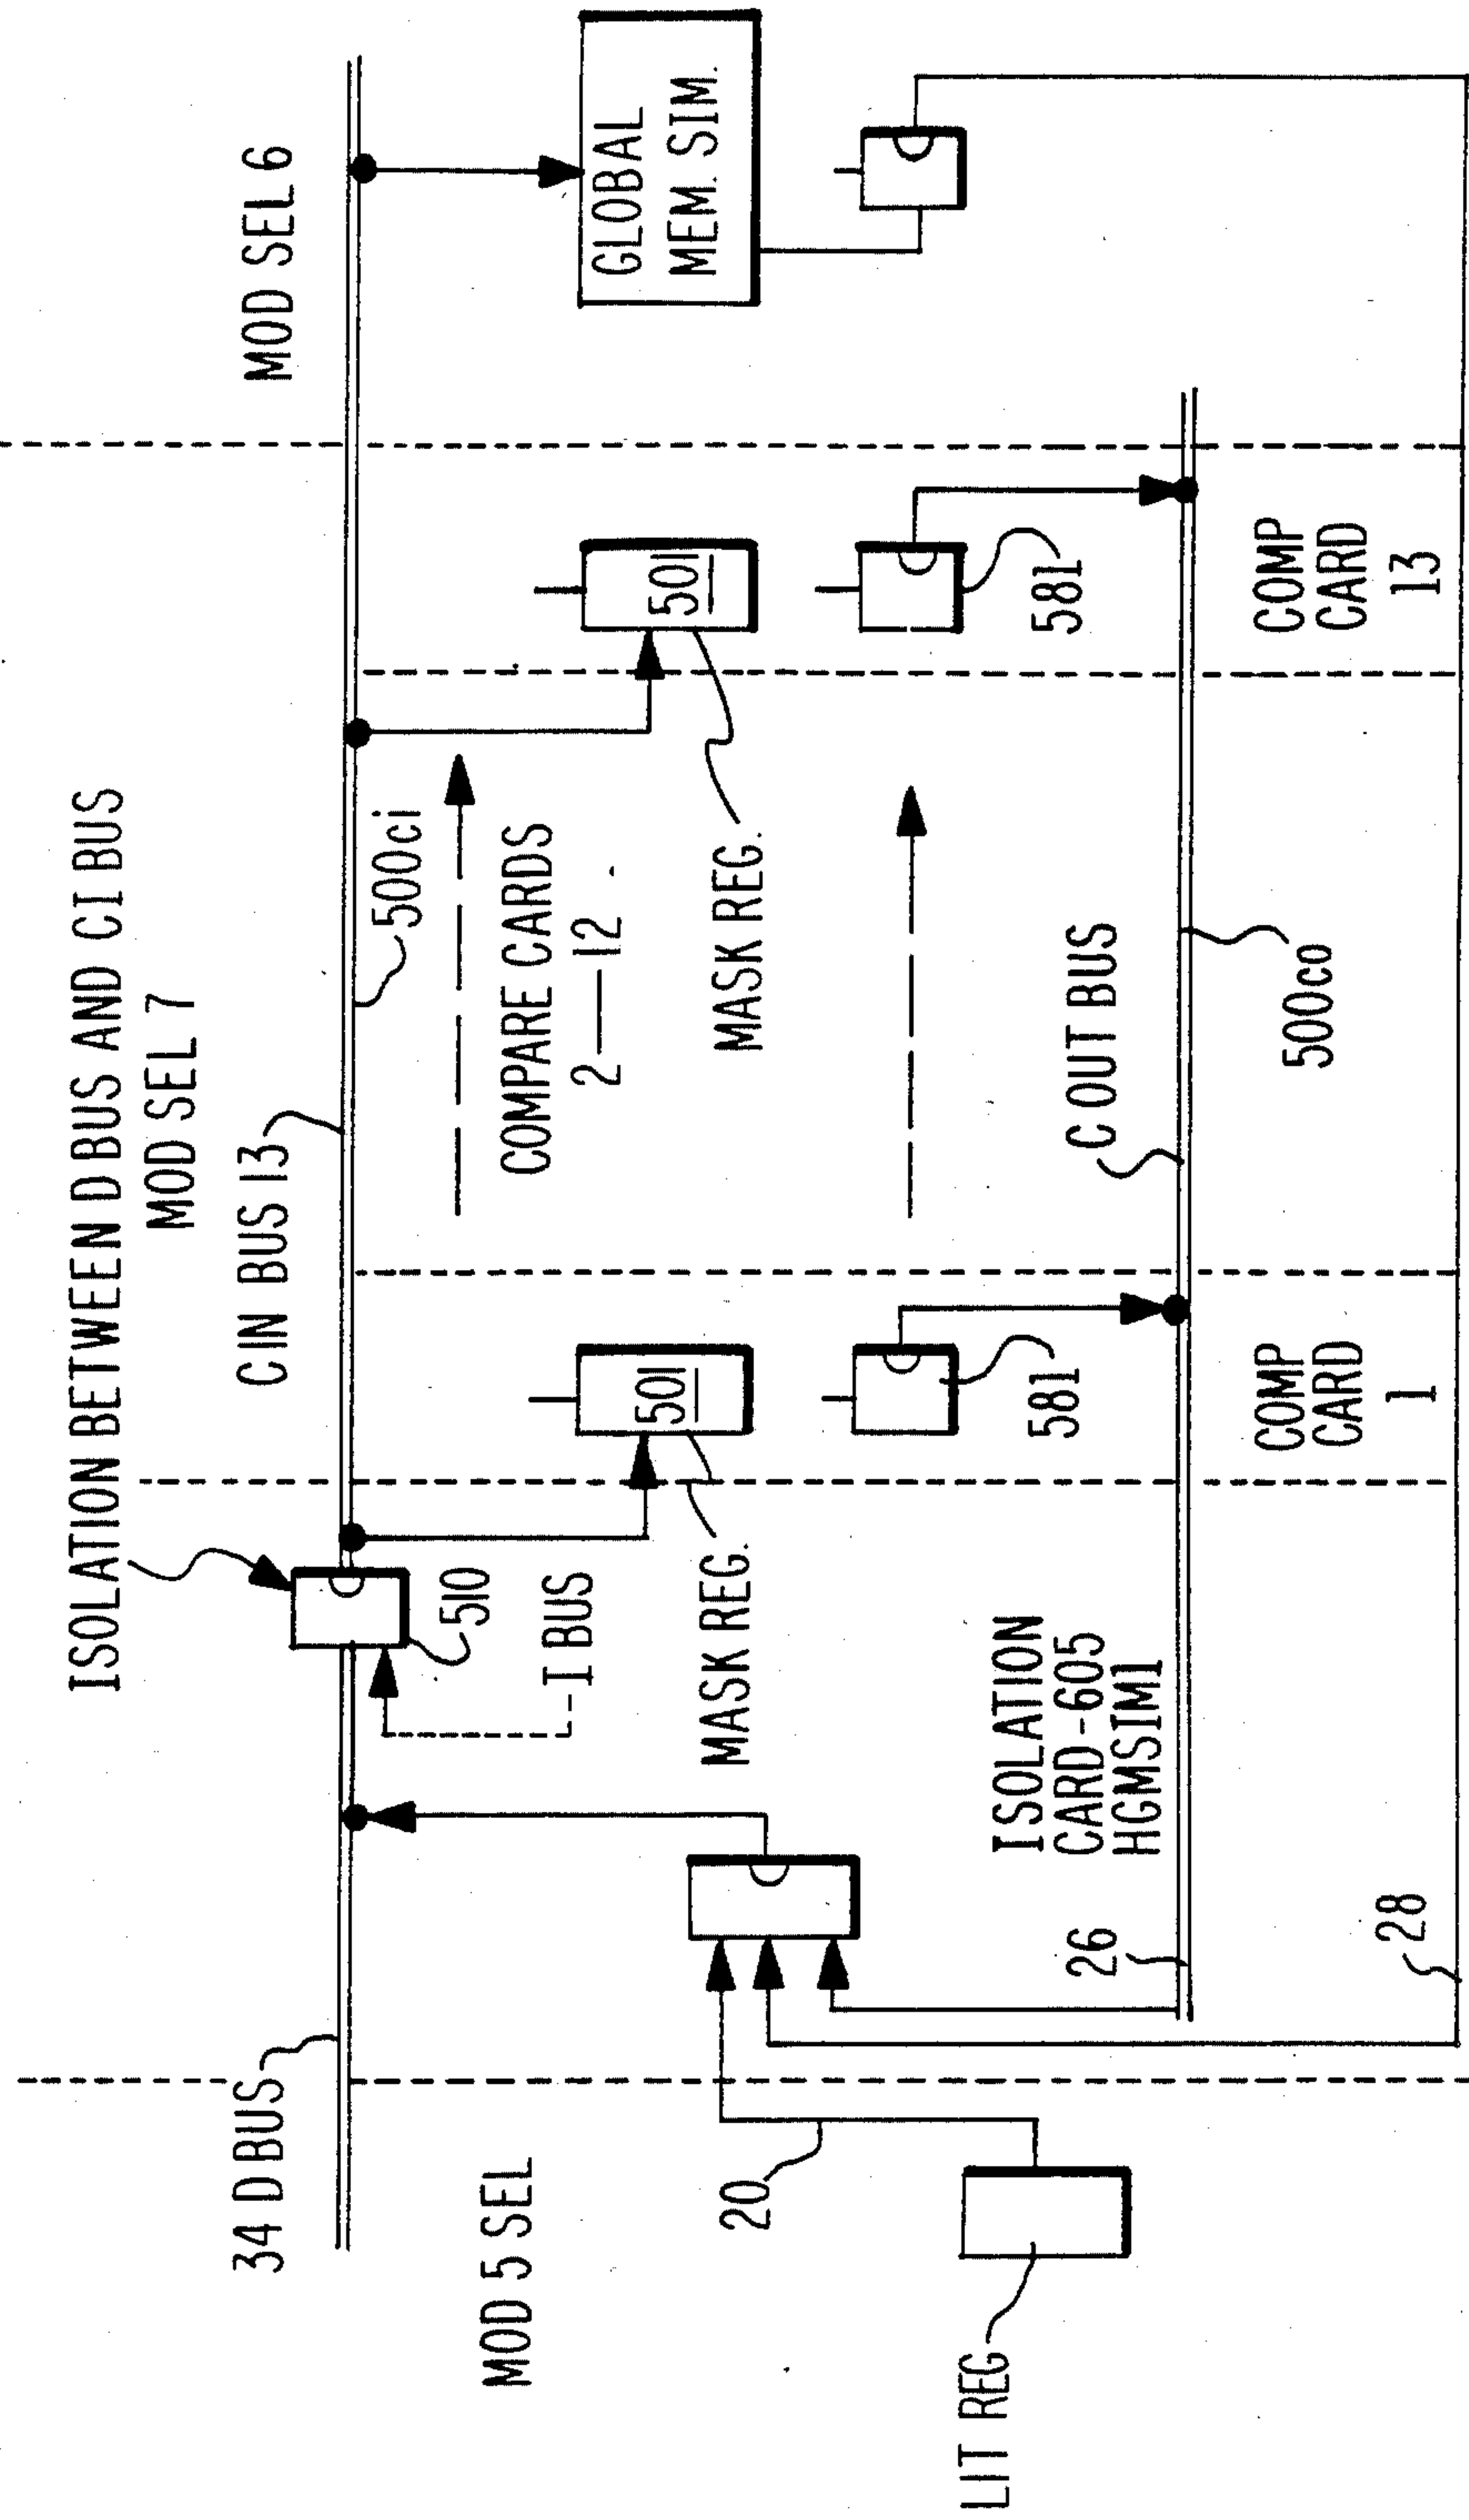 ISOLATION BETWEEN D BUS AND CI BUS
MOD SEL 7
34 D BUS
C IN BUS 13
MOD SEL 6
500ci
510
I BUS
MOD 5 SEL
COMPARE CARDS
2—12
501
501
GLOBAL
MEM. SIM.
MASK REG.
MASK REG.
20
LIT REG
ISOLATION
CARD-605
HGMSIM1
581
581
C OUT BUS
26
500co
COMP
CARD
1
COMP
CARD
13
28